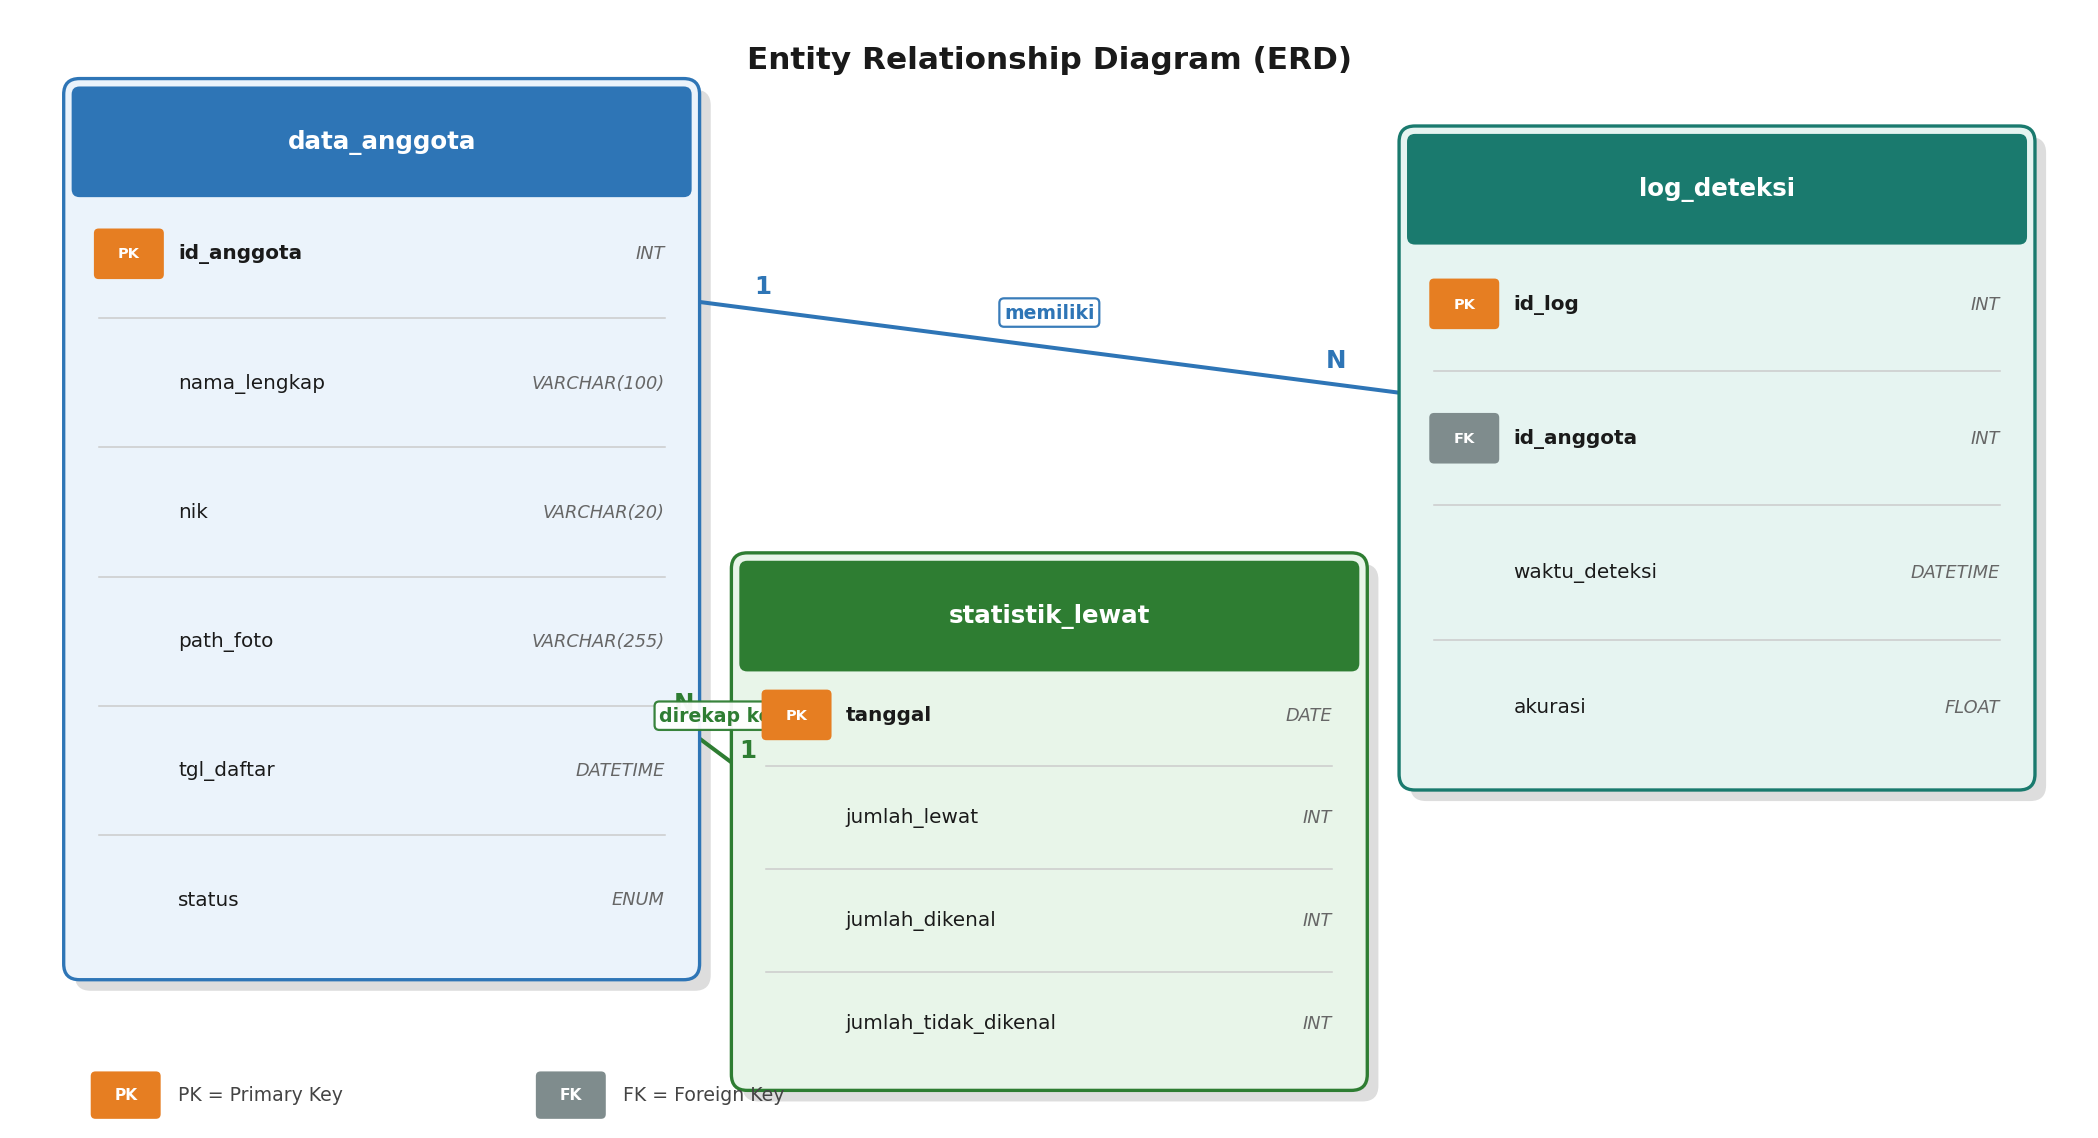 Entity Relationship Diagram (ERD)
data_anggota
PK id_anggota INT
nama_lengkap VARCHAR(100)
nik VARCHAR(20)
path_foto VARCHAR(255)
tgl_daftar DATETIME
status ENUM
1
memiliki
N
log_deteksi
PK id_log INT
FK id_anggota INT
waktu_deteksi DATETIME
akurasi FLOAT
N
direkap
1
statistik_lewat
PK tanggal DATE
jumlah_lewat INT
jumlah_dikenal INT
jumlah_tidak_dikenal INT
PK PK = Primary Key
FK FK = Foreign Key